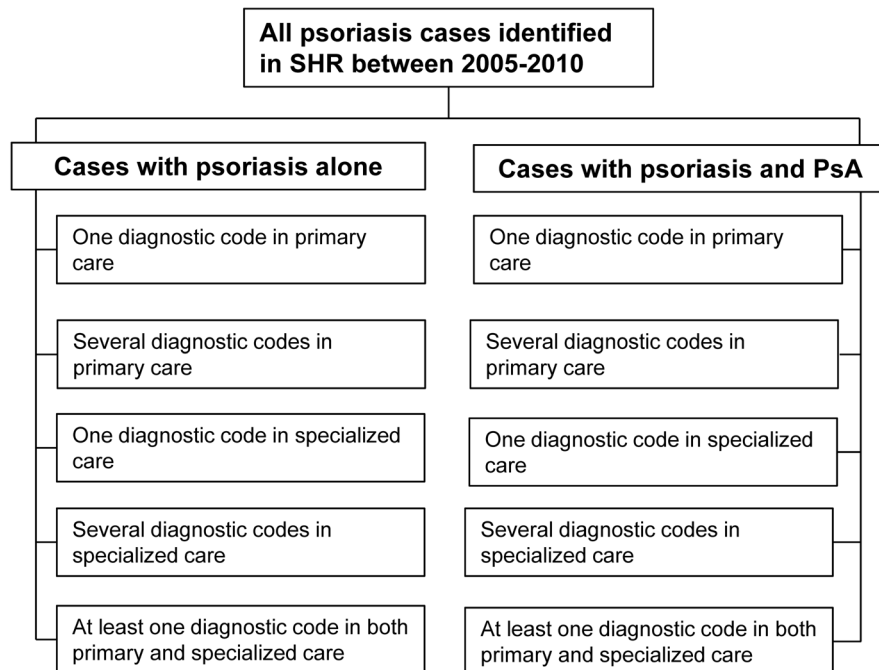 All psoriasis cases identified
in SHR between 2005-2010
Cases with psoriasis alone
Cases with psoriasis and PsA
One diagnostic code in primary
care
One diagnostic code in primary
care
Several diagnostic codes in
primary care
Several diagnostic codes in
primary care
One diagnostic code in specialized
care
One diagnostic code in specialized
care
Several diagnostic codes in
specialized care
Several diagnostic codes in
specialized care
At least one diagnostic code in both
primary and specialized care
At least one diagnostic code in both
primary and specialized care